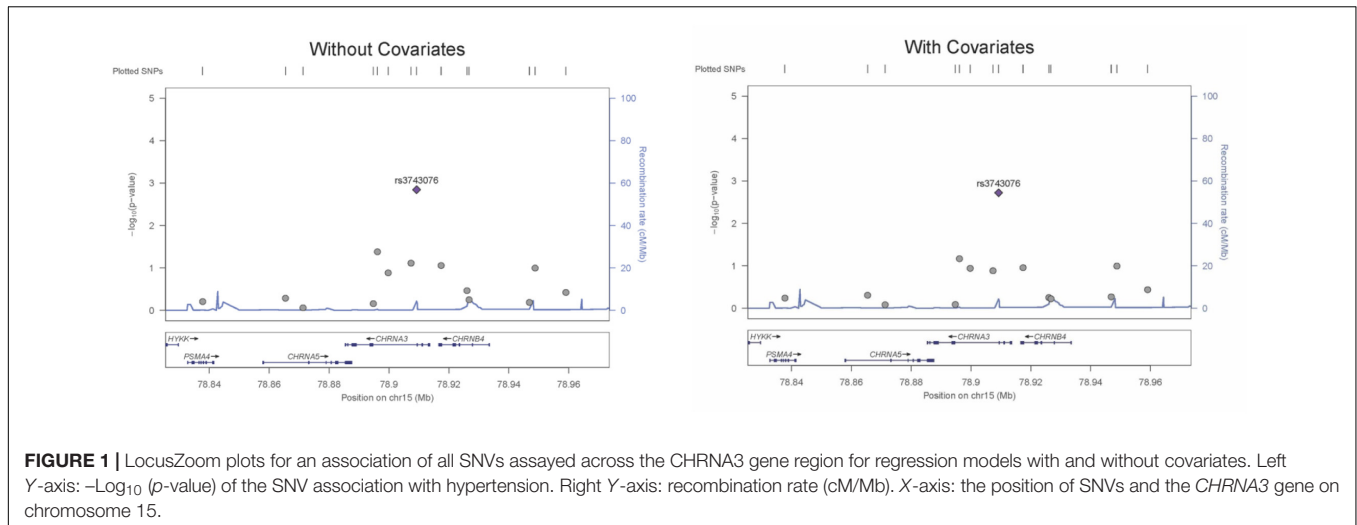 Without Covariates
Plotted SNPs
5
4
3
2
1
0
−log10(p−value)
100
80
60
40
20
0
Recombination rate (cM/Mb)
rs3743076
HYKK→
PSMA4→
CHRNA5→
←CHRNA3
←CHRNB4
78.84 78.86 78.88 78.9 78.92 78.94 78.96
Position on chr15 (Mb)
With Covariates
Plotted SNPs
5
4
3
2
1
0
−log10(p−value)
100
80
60
40
20
0
Recombination rate (cM/Mb)
rs3743076
HYKK→
PSMA4→
CHRNA5→
←CHRNA3
←CHRNB4
78.84 78.86 78.88 78.9 78.92 78.94 78.96
Position on chr15 (Mb)
FIGURE 1 | LocusZoom plots for an association of all SNVs assayed across the CHRNA3 gene region for regression models with and without covariates. Left
Y-axis: –Log10 (p-value) of the SNV association with hypertension. Right Y-axis: recombination rate (cM/Mb). X-axis: the position of SNVs and the CHRNA3 gene on
chromosome 15.